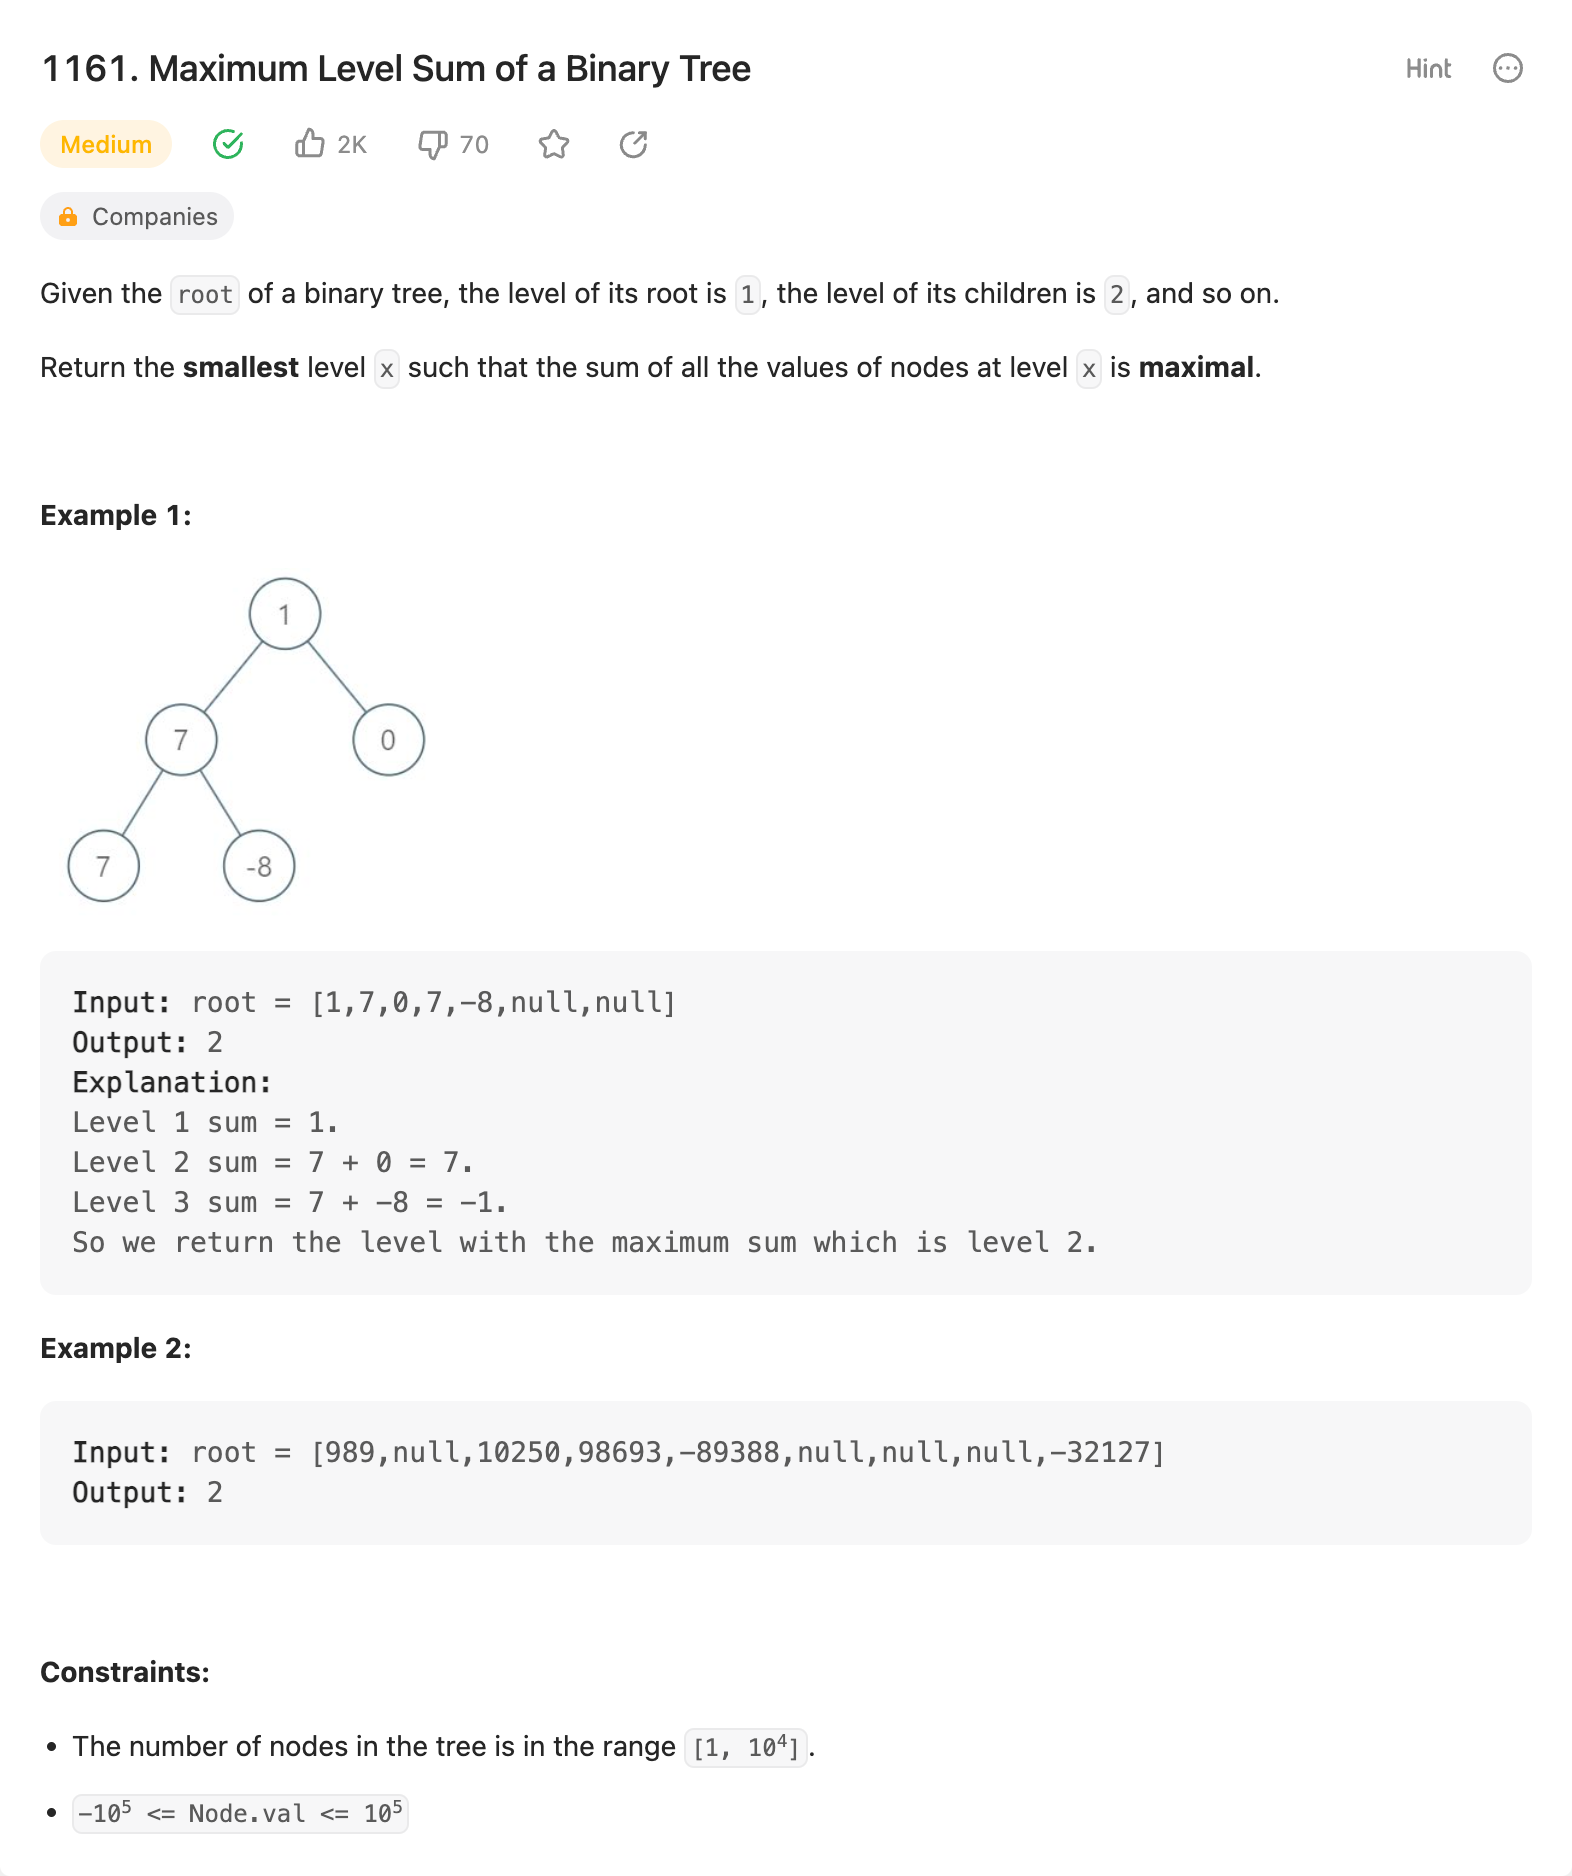 1161. Maximum Level Sum of a Binary Tree
Hint
Medium
2K
70
Companies
Given the root of a binary tree, the level of its root is 1, the level of its children is 2, and so on.
Return the smallest level x such that the sum of all the values of nodes at level x is maximal.
Example 1:
1
7
0
7
-8
Input: root = [1,7,0,7,-8,null,null]
Output: 2
Explanation:
Level 1 sum = 1.
Level 2 sum = 7 + 0 = 7.
Level 3 sum = 7 + -8 = -1.
So we return the level with the maximum sum which is level 2.
Example 2:
Input: root = [989,null,10250,98693,-89388,null,null,null,-32127]
Output: 2
Constraints:
• The number of nodes in the tree is in the range [1, 10⁴].
• -10⁵ <= Node.val <= 10⁵